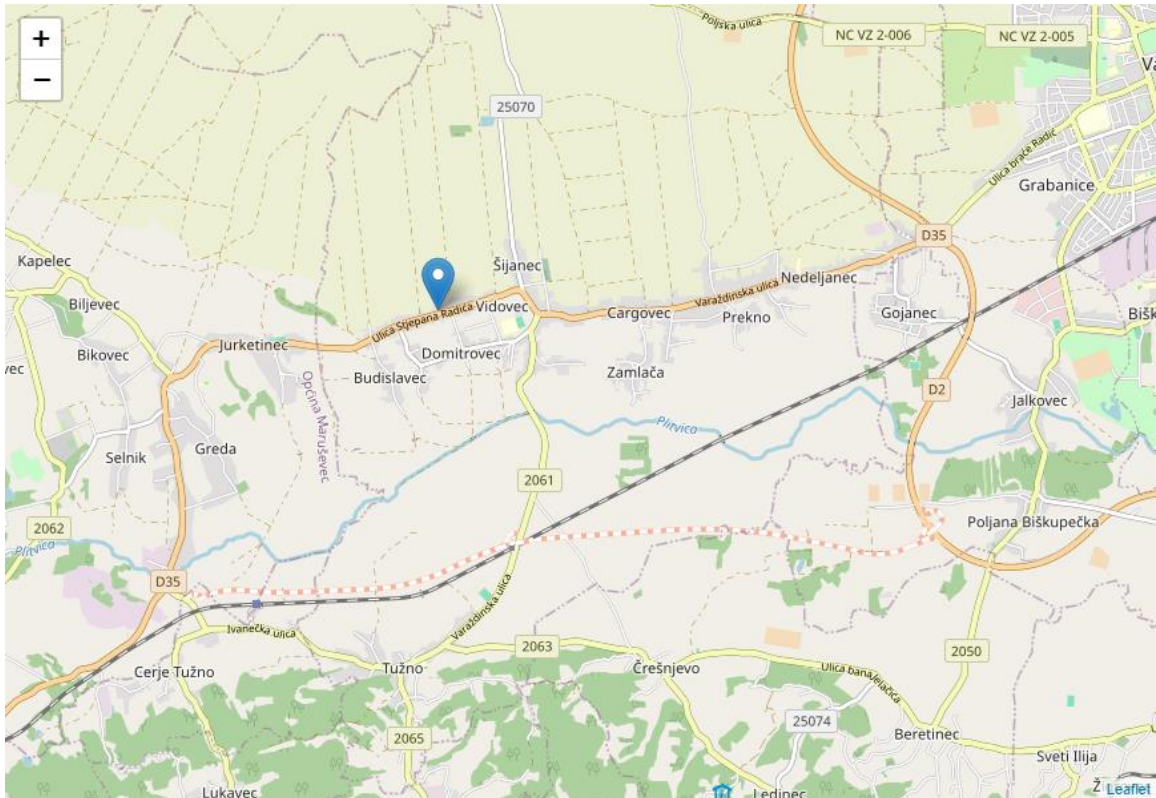 +
−
Poljska ulica
NC VZ 2-006
NC VZ 2-005
Va
25070
Ulica braće Radić
Grabanice
D35
Kapelec
Šijanec
Nedeljanec
Biljevec
Vidovec
Varaždinska ulica
Ulica Stjepana Radića
Cargovec
Prekno
Gojanec
Biš
Jurketinec
Bikovec
vec
Domitrovec
Budislavec
Zamlača
D2
Općina Maruševec
Jalkovec
Plitvica
Greda
Selnik
2061
2062
Poljana Biškupečka
Plitvica
D35
Varaždinska ulica
Ivanečka ulica
2063
2050
Cerje Tužno
Tužno
Črešnjevo
Ulica bana Jelačića
25074
2065
Beretinec
Sveti Ilija
Lukavec
Ledinec
Ž
Leaflet